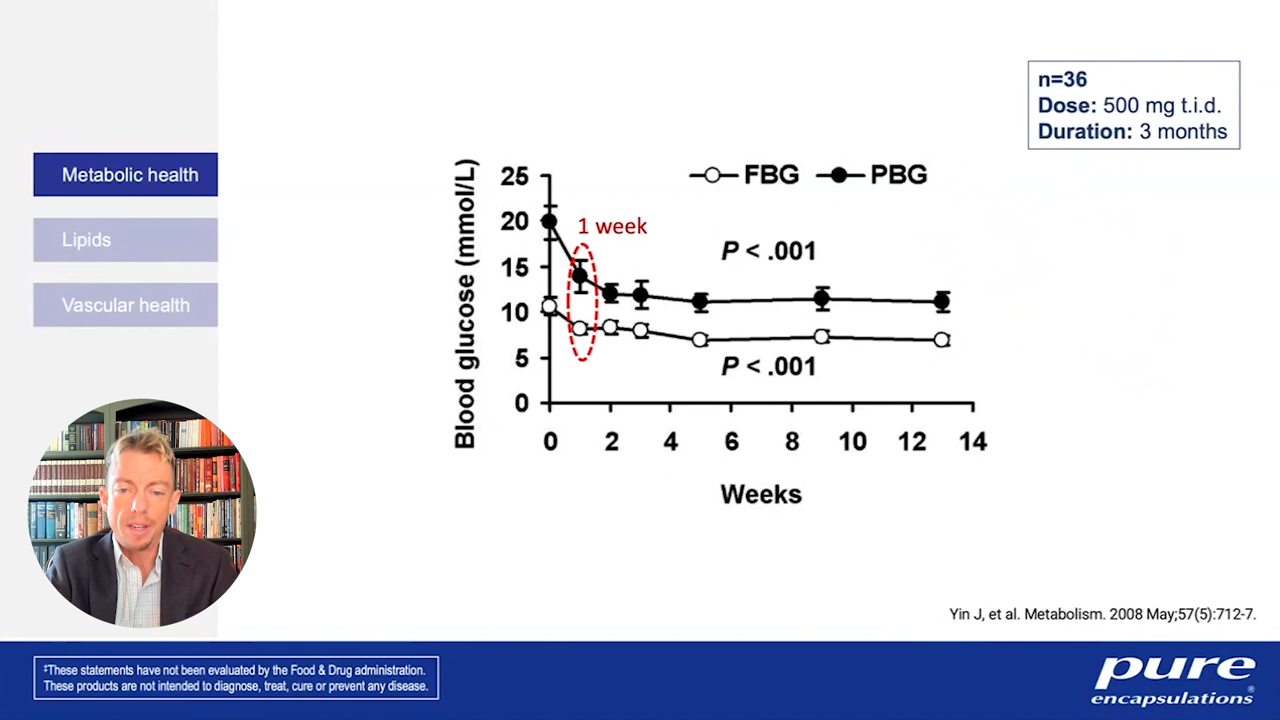 n=36
Dose: 500 mg t.i.d.
Duration: 3 months
Metabolic health
Lipids
Vascular health
FBG PBG
1 week
P < .001
P < .001
Blood glucose (mmol/L)
25
20
15
10
5
0
0 2 4 6 8 10 12 14
Weeks
Yin J, et al. Metabolism. 2008 May;57(5):712-7.
‡These statements have not been evaluated by the Food & Drug administration.
These products are not intended to diagnose, treat, cure or prevent any disease.
pure
encapsulations®